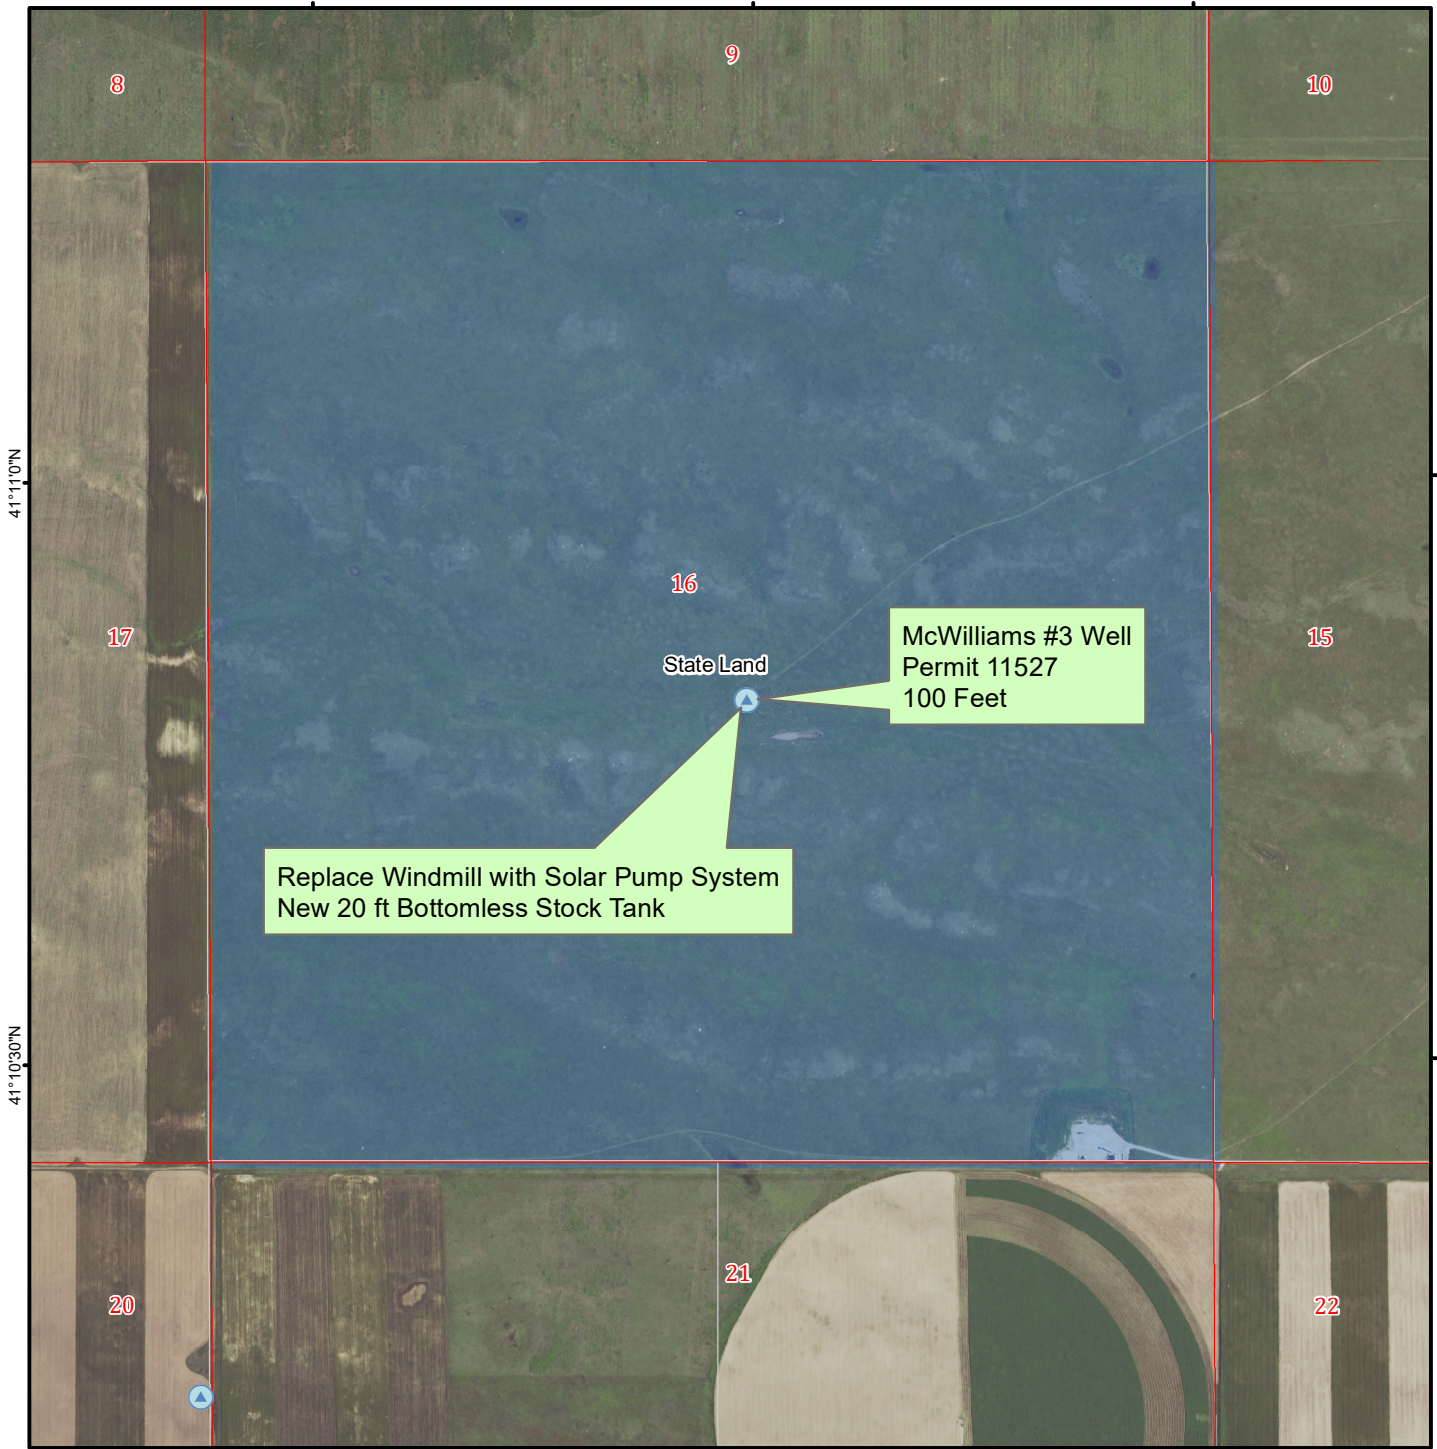 8
9
10
41°11'0"N
16
17
15
State Land
McWilliams #3 Well
Permit 11527
100 Feet
Replace Windmill with Solar Pump System
New 20 ft Bottomless Stock Tank
41°10'30"N
20
21
22